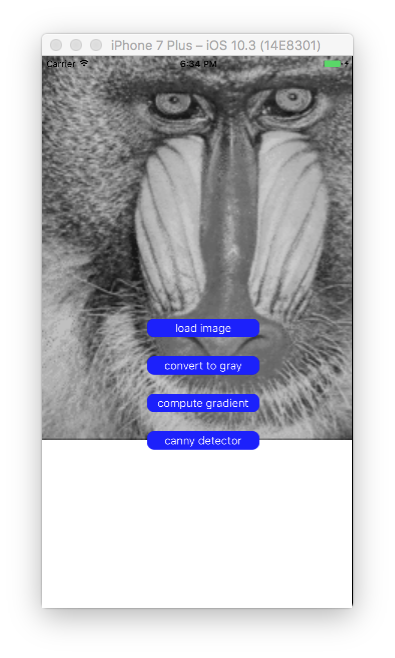 iPhone 7 Plus – iOS 10.3 (14E8301)
Carrier 6:34 PM
load image
convert to gray
compute gradient
canny detector